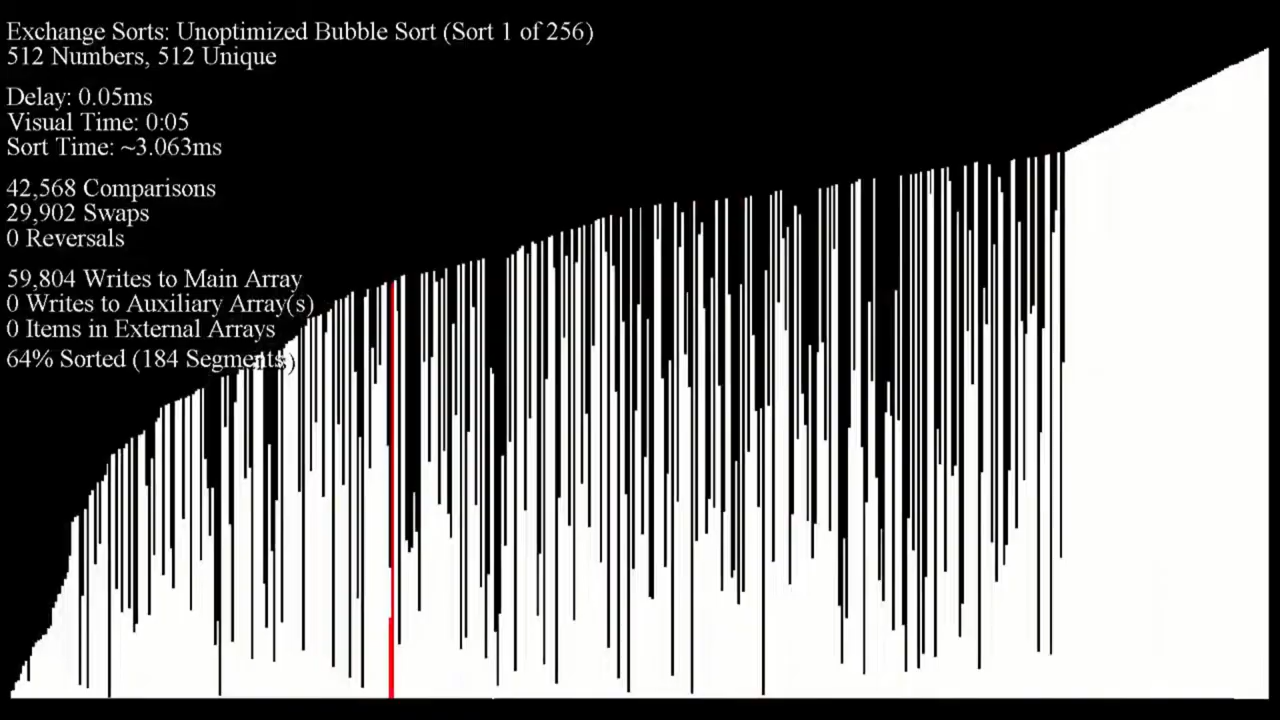 Exchange Sorts: Unoptimized Bubble Sort (Sort 1 of 256)
512 Numbers, 512 Unique
Delay: 0.05ms
Visual Time: 0:05
Sort Time: ~3.063ms
42,568 Comparisons
29,902 Swaps
0 Reversals
59,804 Writes to Main Array
0 Writes to Auxiliary Array(s)
0 Items in External Arrays
64% Sorted (184 Segments)